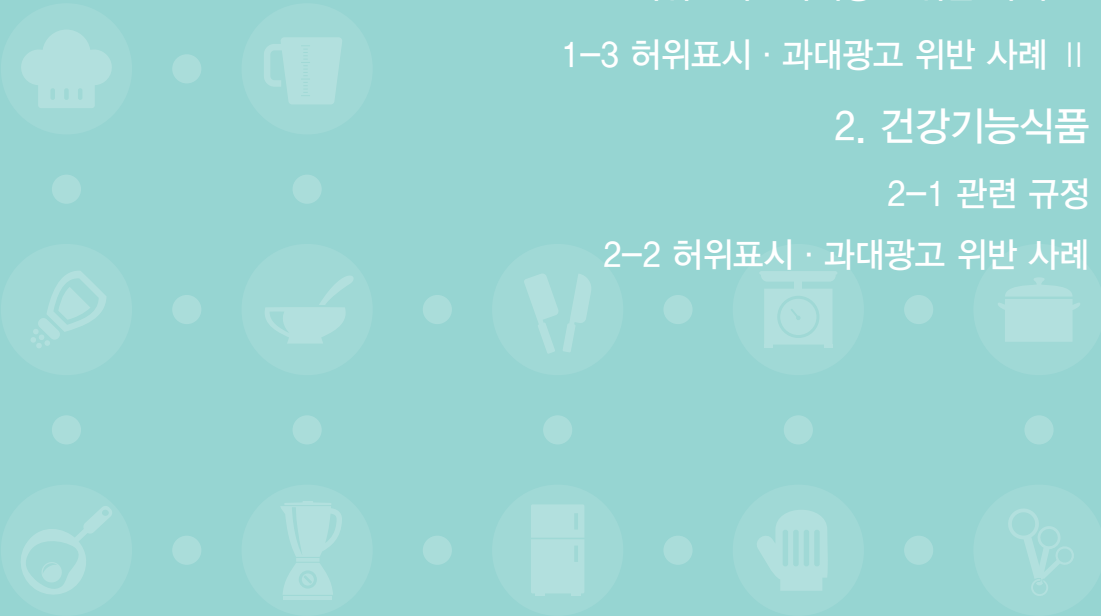 1-3 허위표시 · 과대광고 위반 사례 Ⅱ
2. 건강기능식품
2-1 관련 규정
2-2 허위표시 · 과대광고 위반 사례